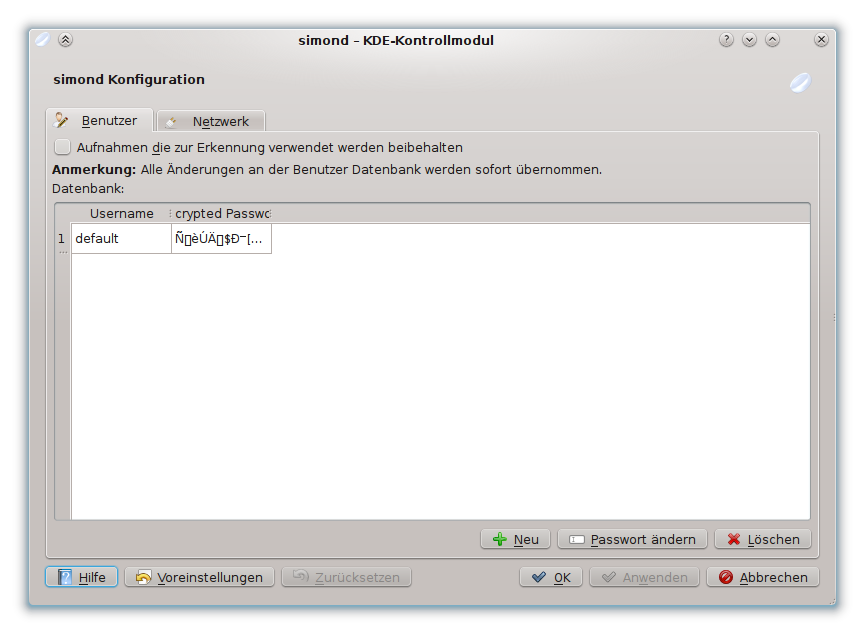 simond – KDE-Kontrollmodul
simond Konfiguration
Benutzer
Netzwerk
Aufnahmen die zur Erkennung verwendet werden beibehalten
Anmerkung: Alle Änderungen an der Benutzer Datenbank werden sofort übernommen.
Datenbank:
Username
crypted Passwo
1
default
Neu
Passwort ändern
Löschen
Hilfe
Voreinstellungen
Zurücksetzen
OK
Anwenden
Abbrechen